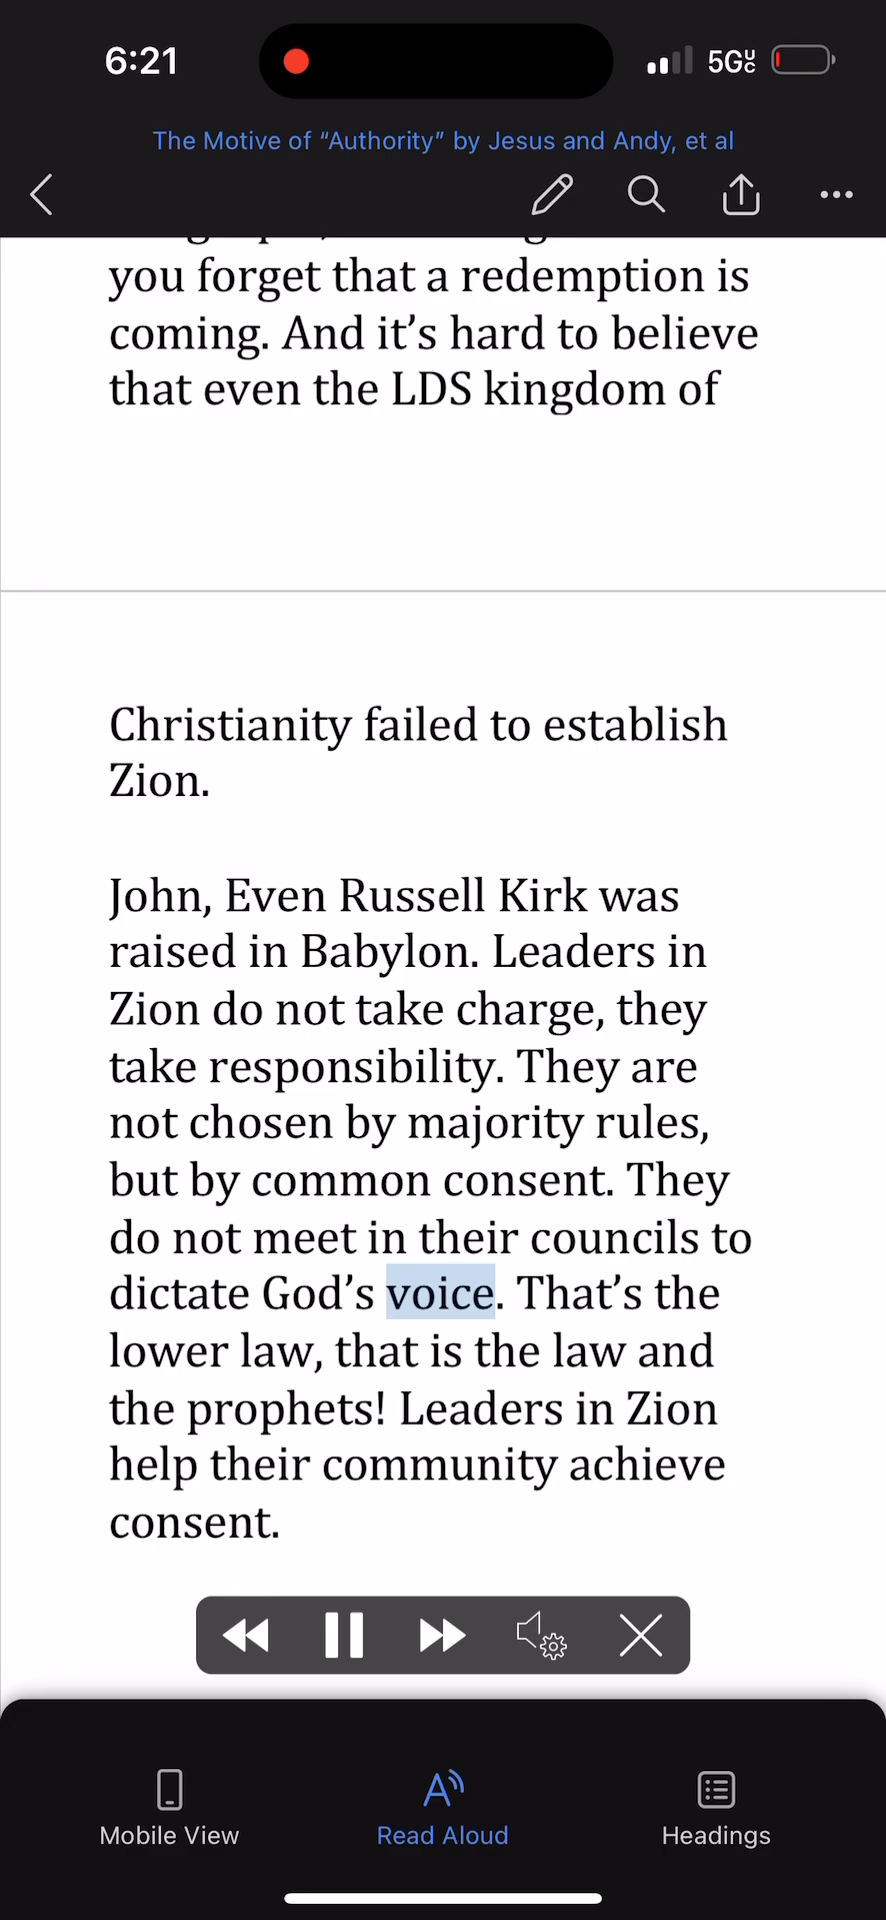 6:21
5G UC
The Motive of “Authority” by Jesus and Andy, et al
you forget that a redemption is
coming. And it’s hard to believe
that even the LDS kingdom of
Christianity failed to establish
Zion.
John, Even Russell Kirk was
raised in Babylon. Leaders in
Zion do not take charge, they
take responsibility. They are
not chosen by majority rules,
but by common consent. They
do not meet in their councils to
dictate God’s voice. That’s the
lower law, that is the law and
the prophets! Leaders in Zion
help their community achieve
consent.
Mobile View
Read Aloud
Headings